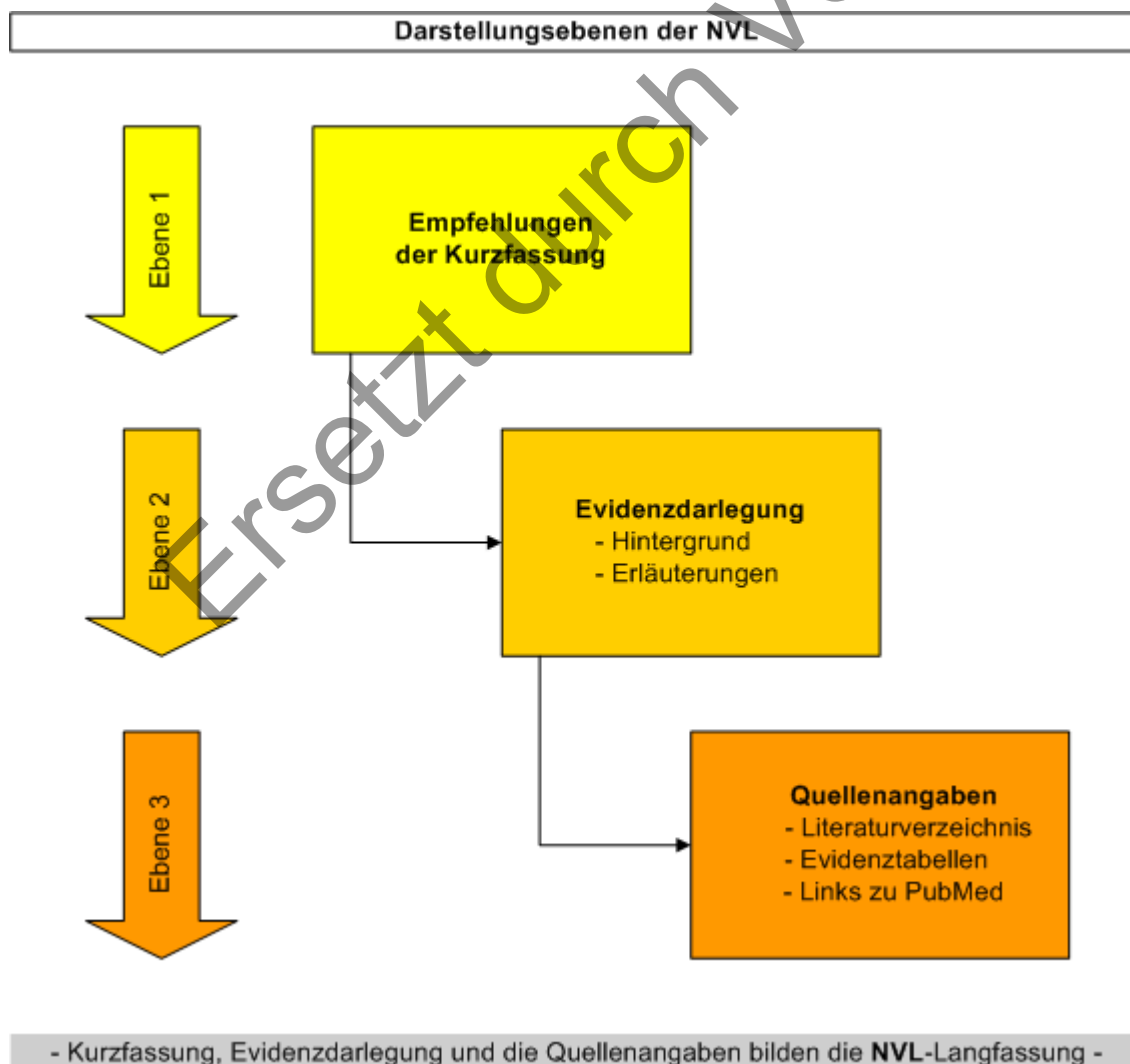 Darstellungsebenen der NVL
Ebene 1
Empfehlungen
der Kurzfassung
Ebene 2
Evidenzdarlegung
- Hintergrund
- Erläuterungen
Ebene 3
Quellenangaben
- Literaturverzeichnis
- Evidenztabellen
- Links zu PubMed
- Kurzfassung, Evidenzdarlegung und die Quellenangaben bilden die NVL-Langfassung -
Ersetzt durch